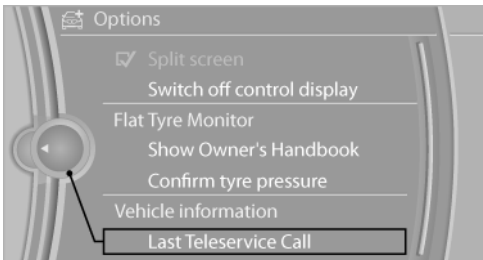 Options
Split screen
Switch off control display
Flat Tyre Monitor
Show Owner's Handbook
Confirm tyre pressure
Vehicle information
Last Teleservice Call